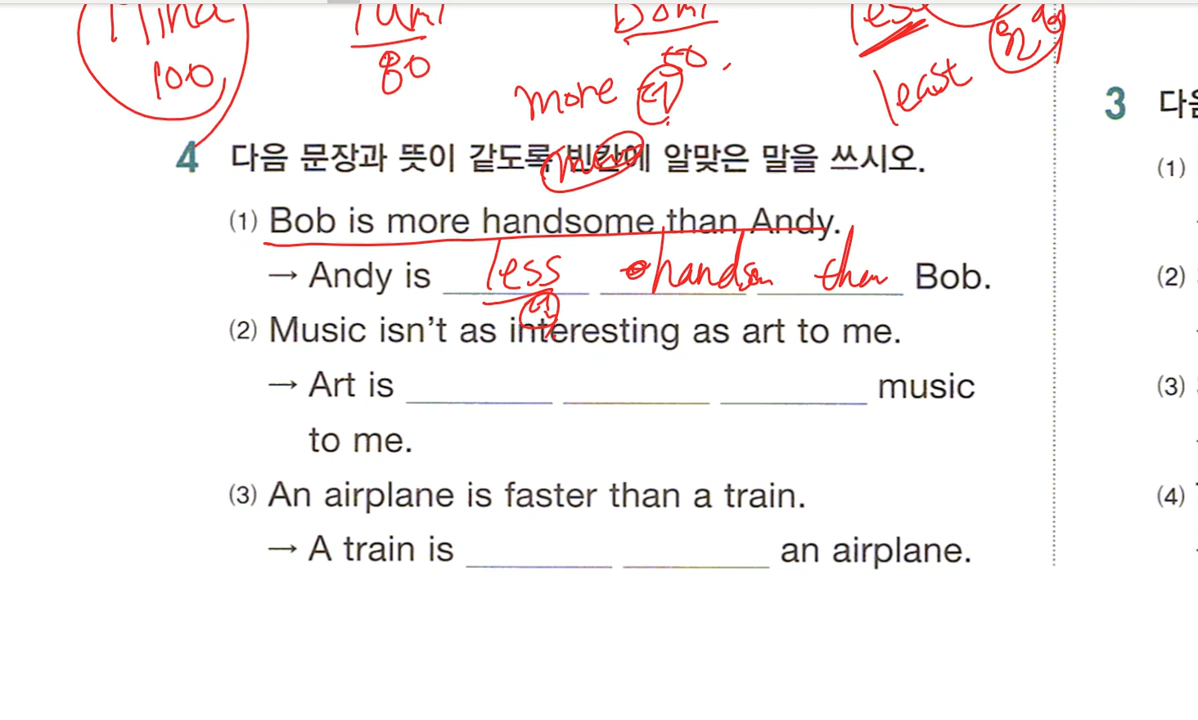 Mina
100,
80
50,
more
least
4 다음 문장과 뜻이 같도록 빈칸에 알맞은 말을 쓰시오.
(1) Bob is more handsome than Andy.
→ Andy is less handsom than Bob.
(2) Music isn't as interesting as art to me.
→ Art is music
to me.
(3) An airplane is faster than a train.
→ A train is an airplane.
3
(1)
(2)
(3)
(4)